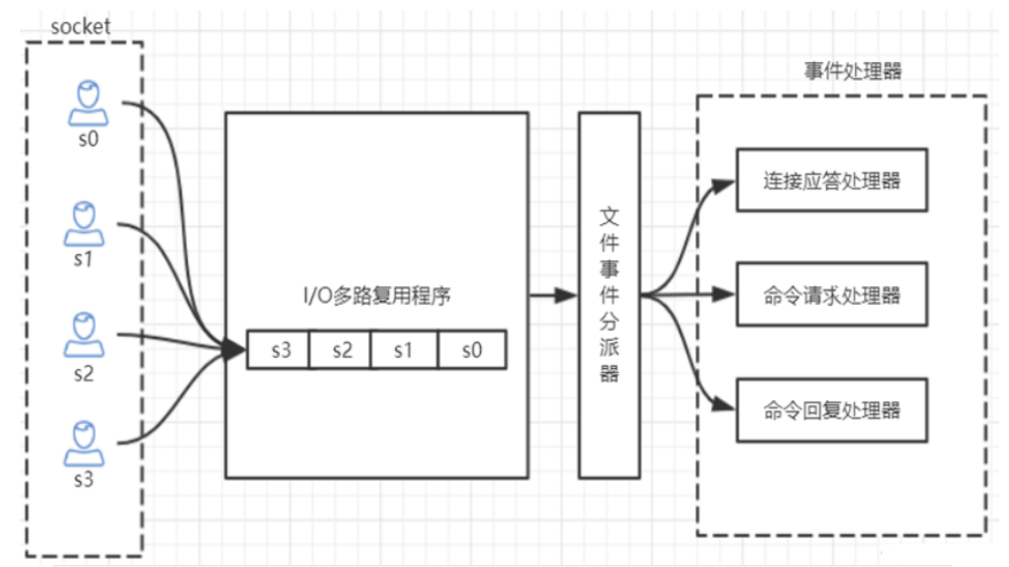 socket
s0
s1
s2
s3
I/O多路复用程序
s3 s2 s1 s0
文件事件分派器
事件处理器
连接应答处理器
命令请求处理器
命令回复处理器